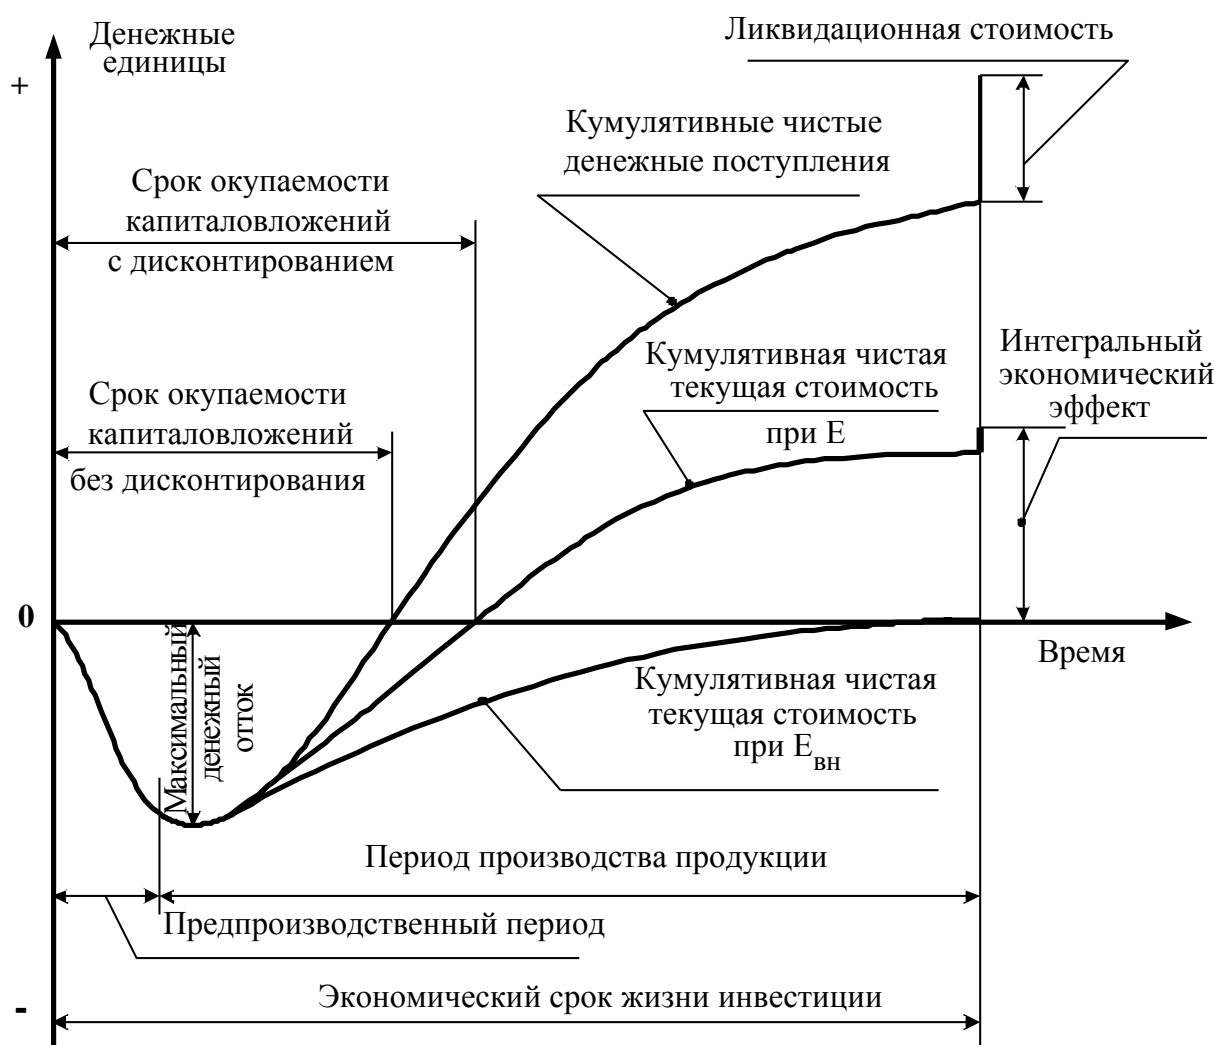 Денежные
единицы
+
Ликвидационная стоимость
Кумулятивные чистые
денежные поступления
Срок окупаемости
капиталовложений
с дисконтированием
Интегральный
экономический
эффект
Кумулятивная чистая
текущая стоимость
при Е
Срок окупаемости
капиталовложений
без дисконтирования
0
Время
Максимальный
денежный
отток
Кумулятивная чистая
текущая стоимость
при Евн
Период производства продукции
Предпроизводственный период
Экономический срок жизни инвестиции
-